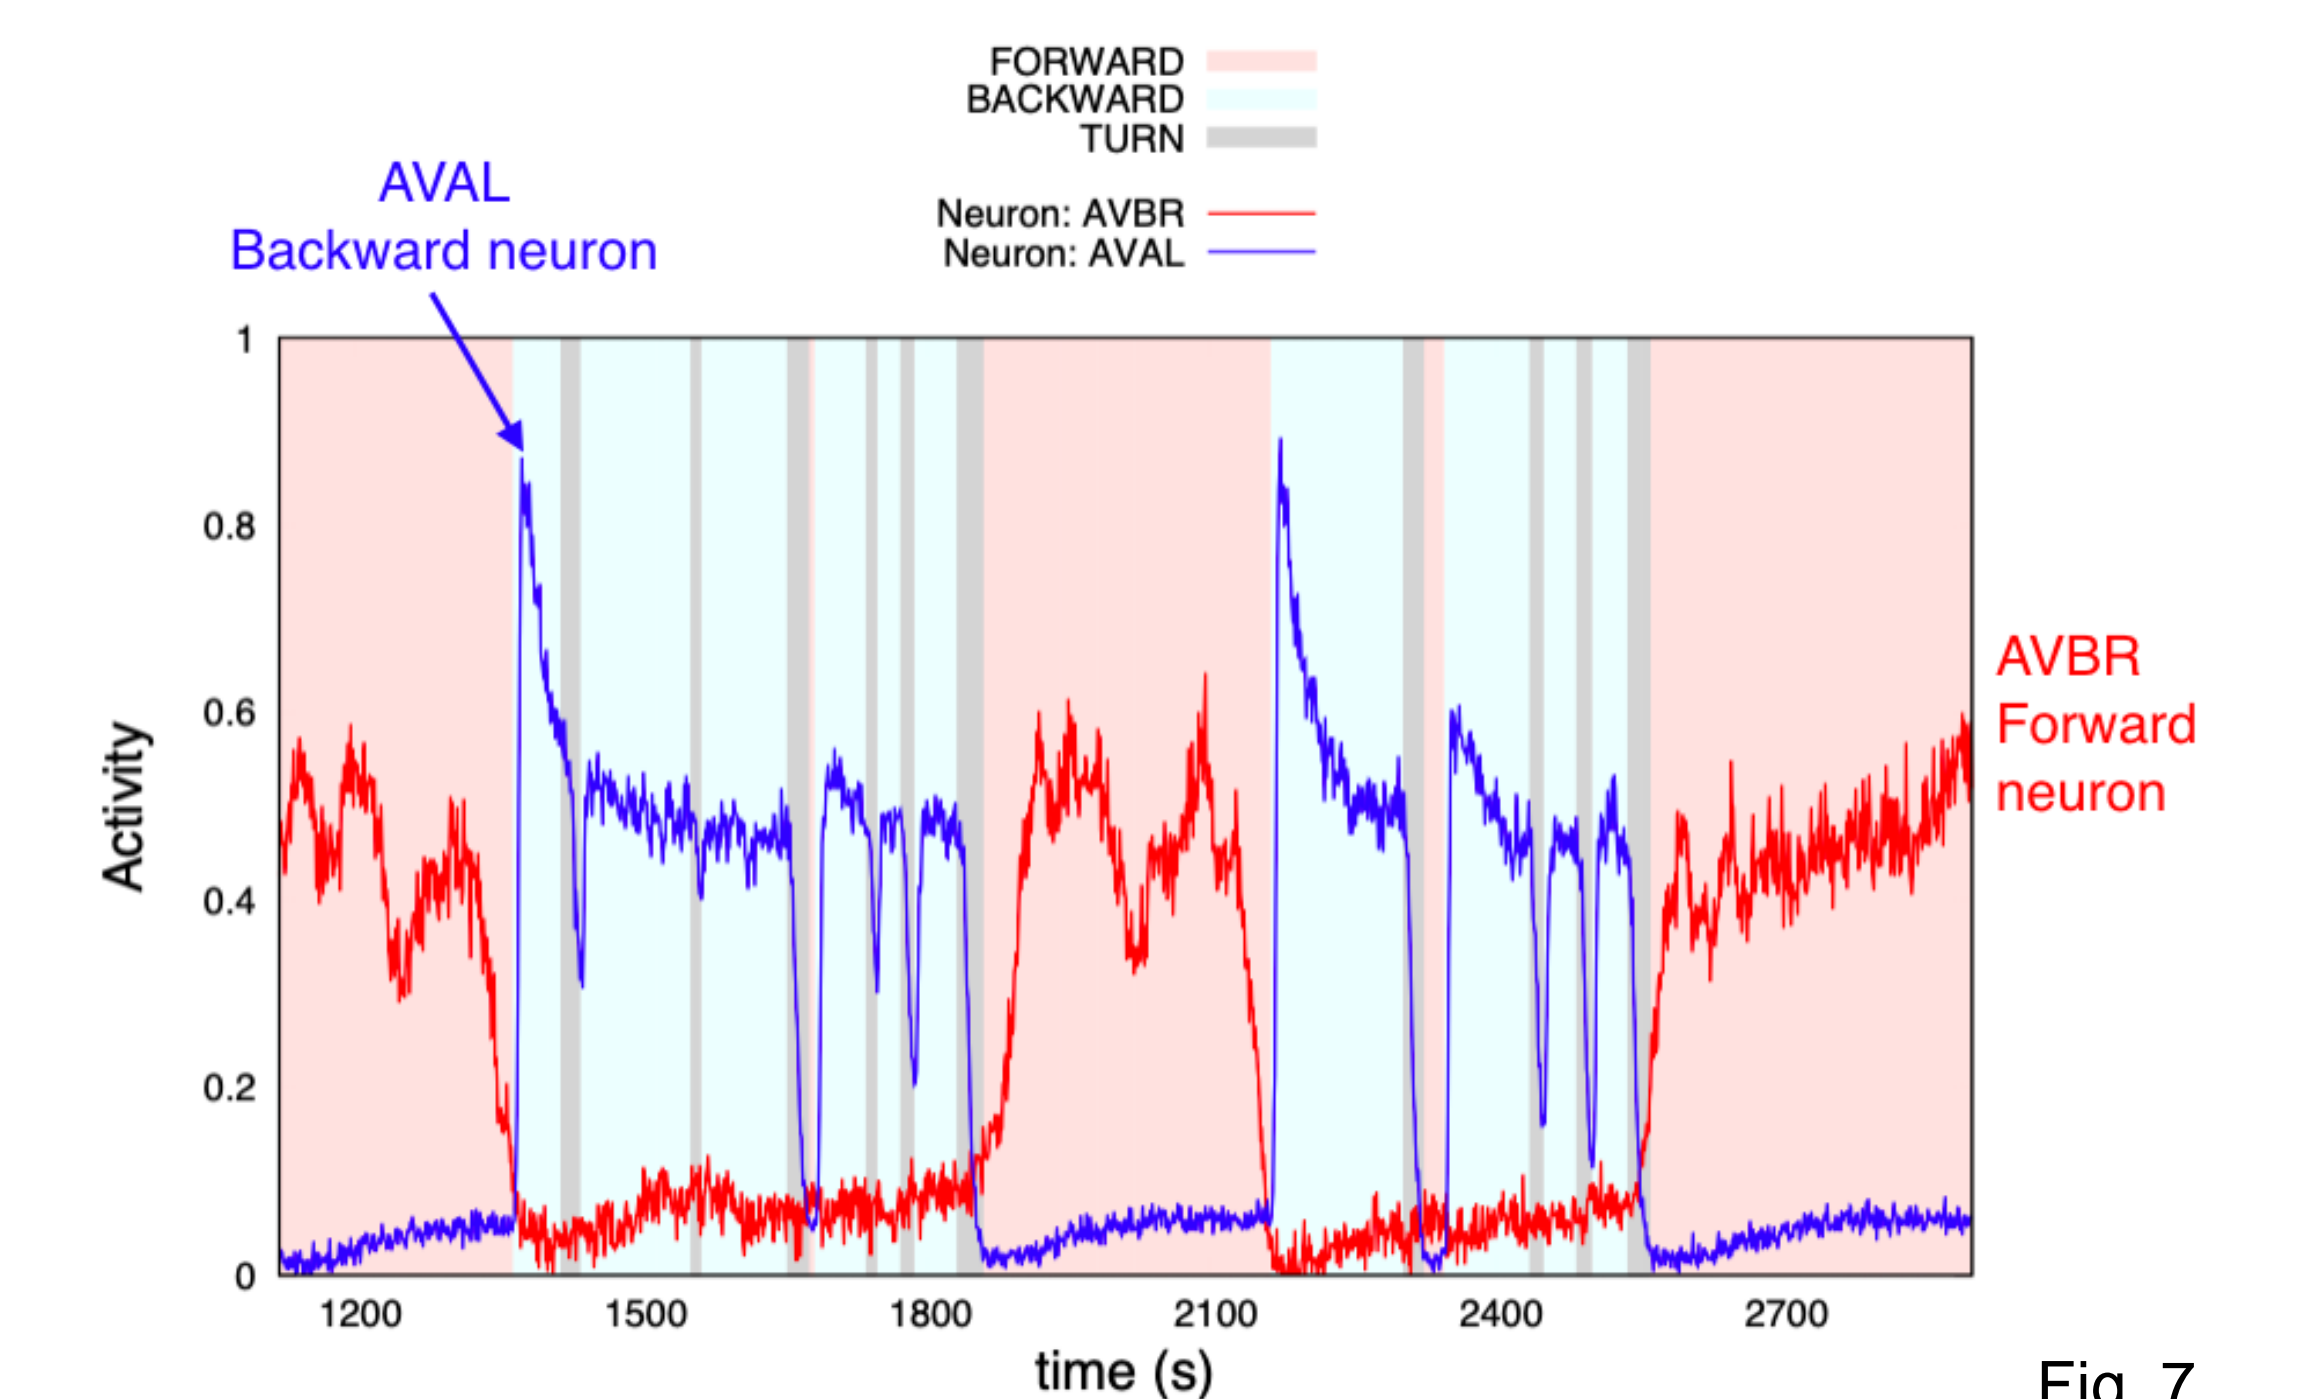 FORWARD
BACKWARD
TURN
Neuron: AVBR
Neuron: AVAL
AVAL
Backward neuron
1
0.8
0.6
0.4
0.2
0
Activity
AVBR
Forward
neuron
1200 1500 1800 2100 2400 2700
time (s)
Fig. 7